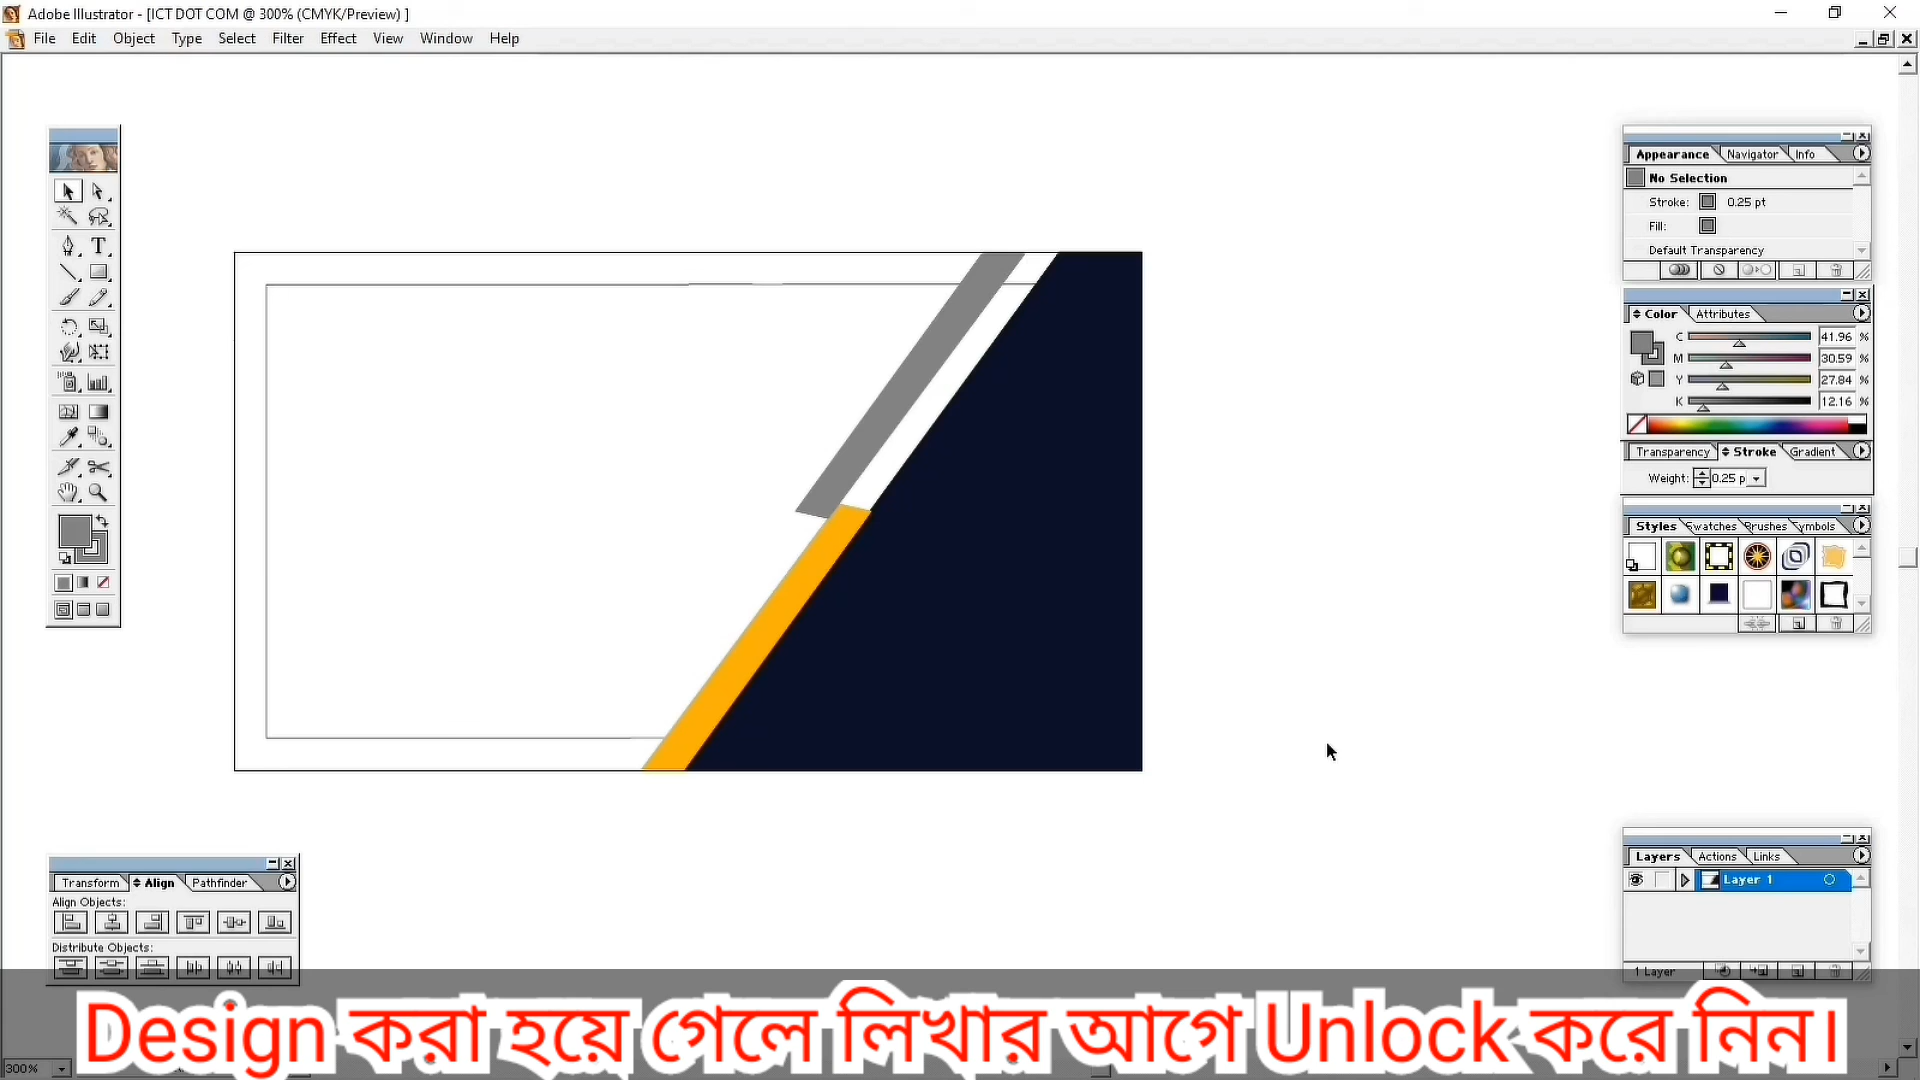 Adobe Illustrator - [ICT DOT COM @ 300% (CMYK/Preview) ]
File Edit Object Type Select Filter Effect View Window Help
Appearance Navigator Info
No Selection
Stroke: 0.25 pt
Fill:
Default Transparency
Color Attributes
C 41.96 %
M 30.59 %
Y 27.84 %
K 12.16 %
Transparency Stroke Gradient
Weight: 0.25 p
Styles Swatches Brushes Symbols
Transform Align Pathfinder
Align Objects:
Distribute Objects:
Layers Actions Links
Layer 1
1 Layer
Design করা হয়ে গেলে লিখার আগে Unlock করে নিন।
300%